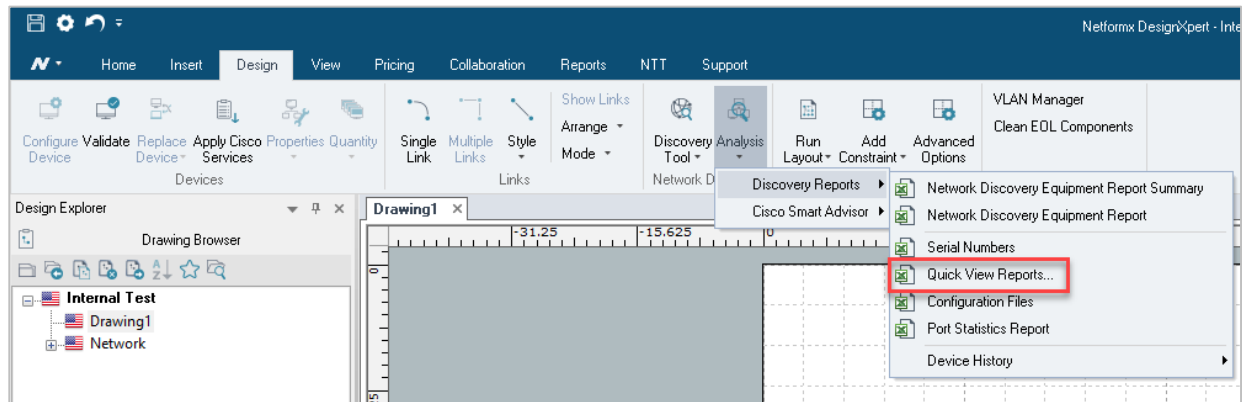 Netformx DesignXpert - Inte
N Home Insert Design View Pricing Collaboration Reports NTT Support
Configure Device
Validate
Replace Device
Apply Cisco Services
Properties
Quantity
Devices
Single Link
Multiple Links
Style
Show Links
Arrange
Mode
Links
Discovery Tool
Analysis
Network D
Run Layout
Add Constraint
Advanced Options
VLAN Manager
Clean EOL Components
Discovery Reports
Cisco Smart Advisor
Network Discovery Equipment Report Summary
Network Discovery Equipment Report
Serial Numbers
Quick View Reports...
Configuration Files
Port Statistics Report
Device History
Design Explorer
Drawing Browser
Internal Test
Drawing1
Network
Drawing1
-31.25 -15.625 0
0